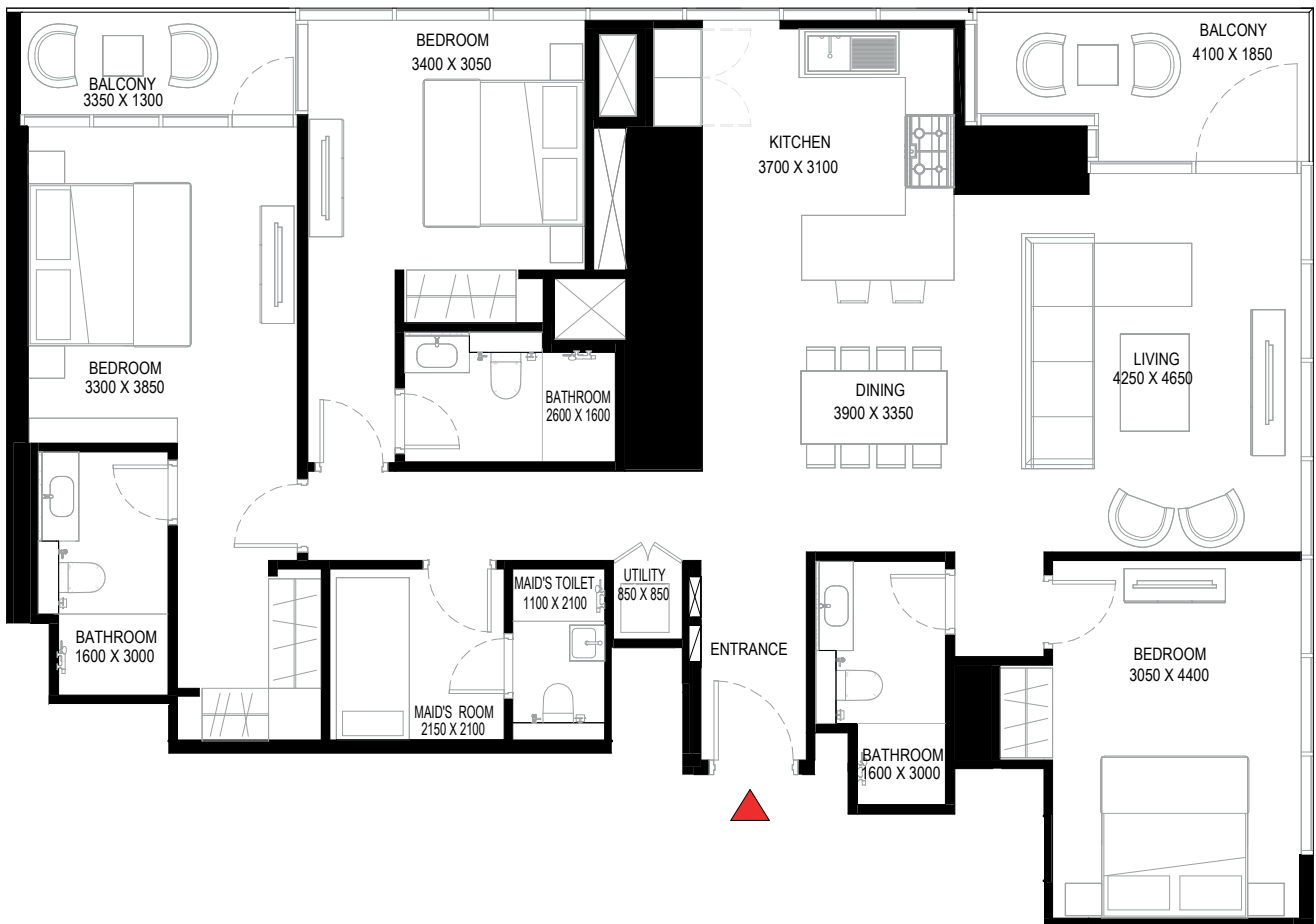 BEDROOM
3400 X 3050
BALCONY
4100 X 1850
BALCONY
3350 X 1300
KITCHEN
3700 X 3100
BEDROOM
3300 X 3850
LIVING
4250 X 4650
DINING
3900 X 3350
BATHROOM
2600 X 1600
MAID'S TOILET
1100 X 2100
UTILITY
850 X 850
BATHROOM
1600 X 3000
ENTRANCE
BEDROOM
3050 X 4400
MAID'S ROOM
2150 X 2100
BATHROOM
1600 X 3000